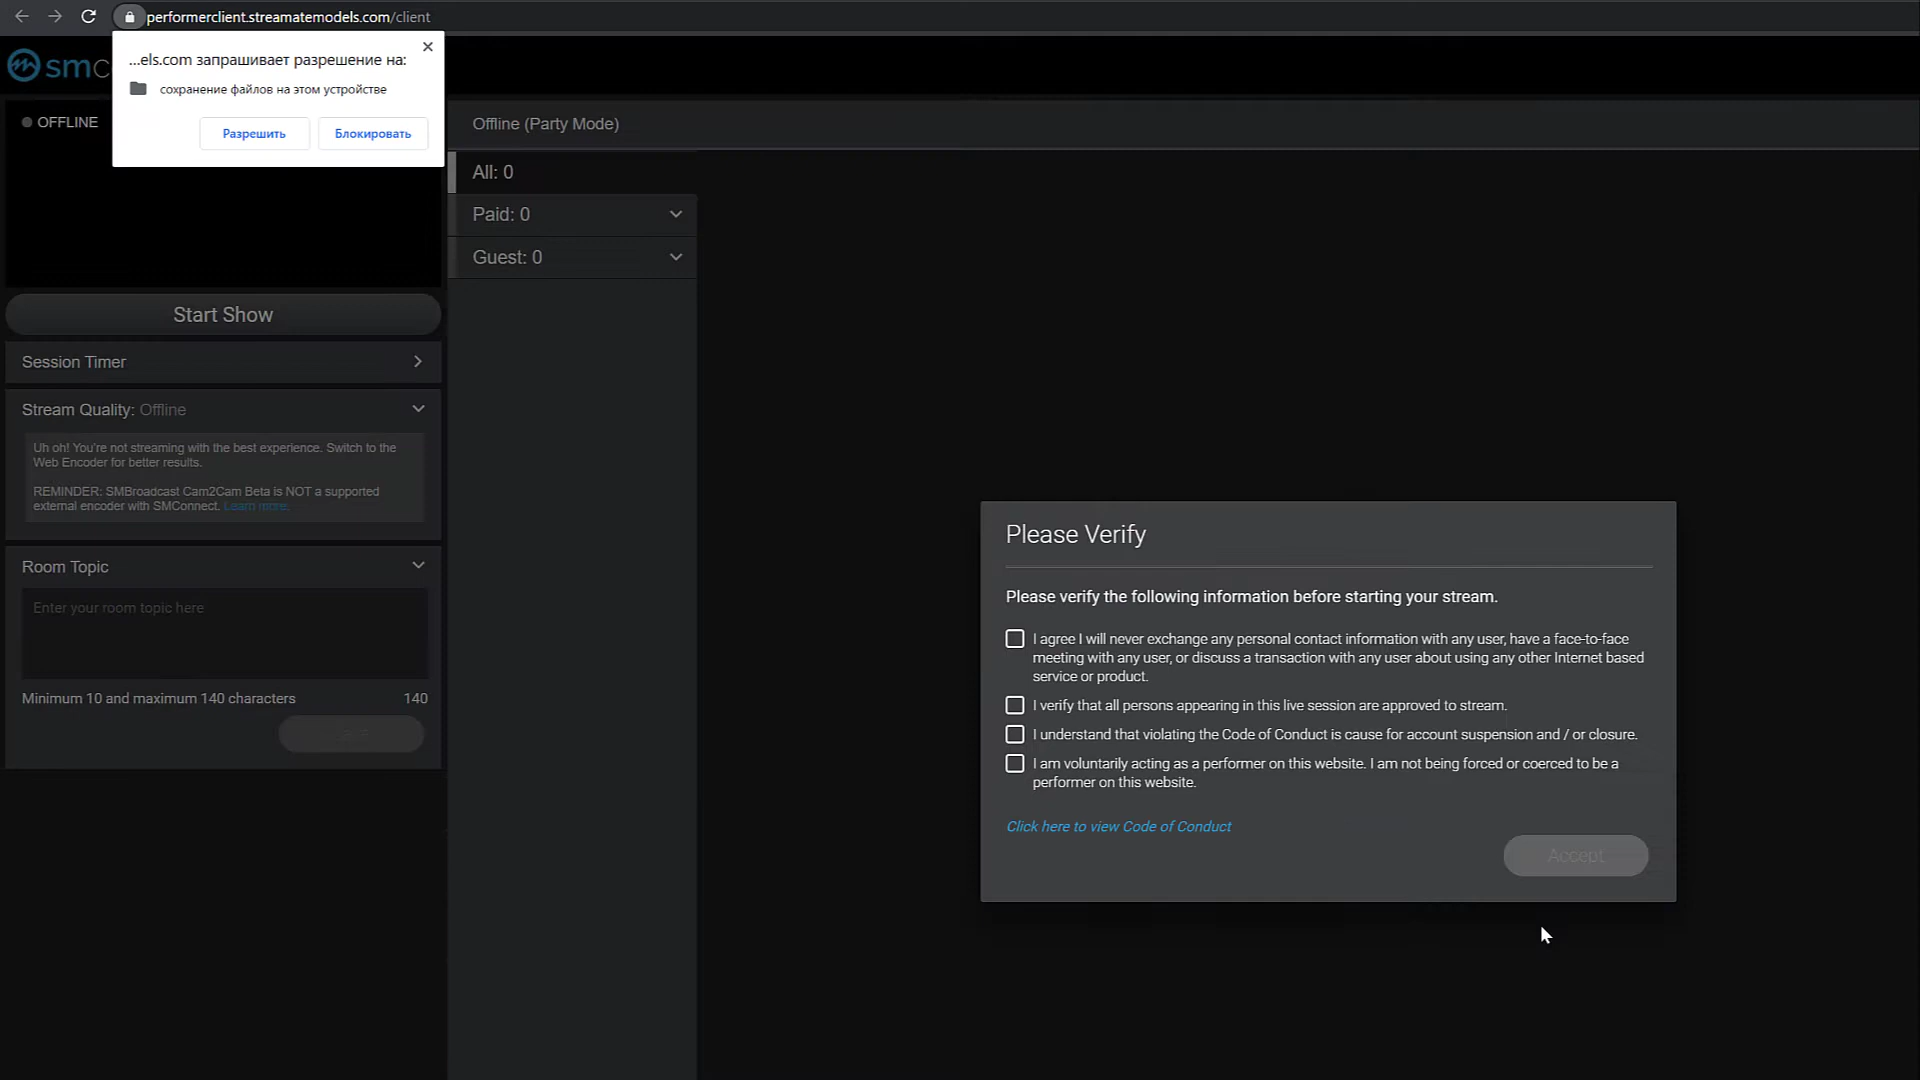 performerclient.streamatemodels.com/client
...els.com запрашивает разрешение на:
сохранение файлов на этом устройстве
Разрешить
Блокировать
smc
OFFLINE
Start Show
Session Timer
Stream Quality: Offline
Uh oh! You're not streaming with the best experience. Switch to the
Web Encoder for better results.
REMINDER: SMBroadcast Cam2Cam Beta is NOT a supported
external encoder with SMConnect. Learn more.
Room Topic
Enter your room topic here
Minimum 10 and maximum 140 characters
140
Offline (Party Mode)
All: 0
Paid: 0
Guest: 0
Please Verify
Please verify the following information before starting your stream.
I agree I will never exchange any personal contact information with any user, have a face-to-face
meeting with any user, or discuss a transaction with any user about using any other Internet based
service or product.
I verify that all persons appearing in this live session are approved to stream.
I understand that violating the Code of Conduct is cause for account suspension and / or closure.
I am voluntarily acting as a performer on this website. I am not being forced or coerced to be a
performer on this website.
Click here to view Code of Conduct
Accept